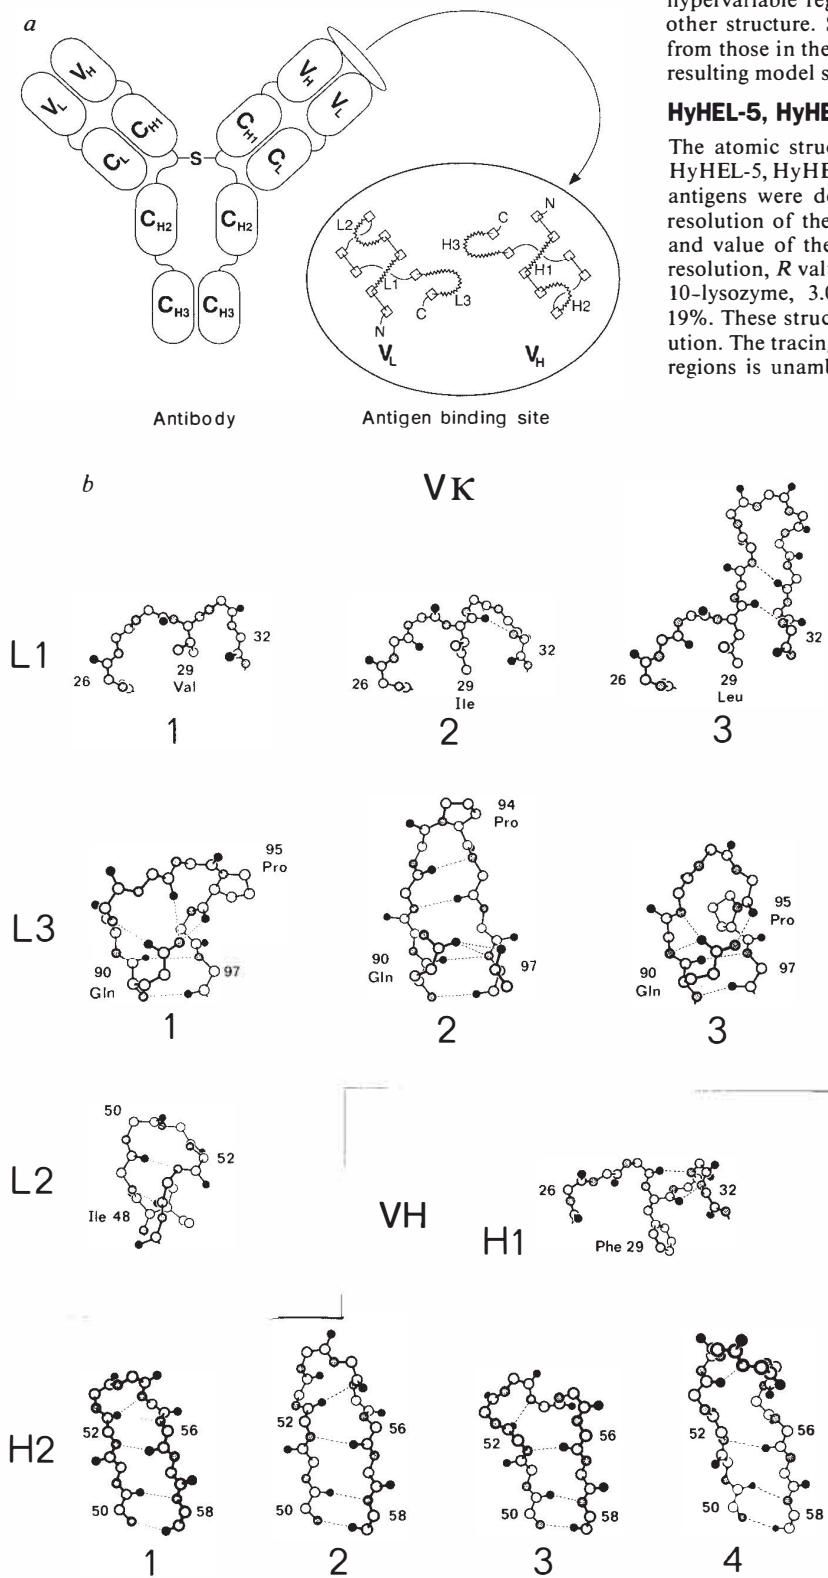 a
hypervariable reg
other structure. S
from those in the
resulting model s
HyHEL-5, HyHE
The atomic struc
HyHEL-5, HyHE
antigens were de
resolution of the
and value of the
resolution, R val
10-lysozyme, 3.0
19%. These struc
ution. The tracing
regions is unamb
VH VL CH1 CL S CH2 CH3
VH VL CH1 CL CH2 CH3
L2 L1 L3 N C
H3 H1 H2 N C
VL VH
Antibody Antigen binding site
b VK
L1
26 29 Val 32
1
26 29 Ile 32
2
26 29 Leu 32
3
L3
95 Pro
90 Gln 97
1
94 Pro
90 Gln 97
2
95 Pro
90 Gln 97
3
L2
50 52
Ile 48
VH
H1
26 32
Phe 29
H2
52 56
50 58
1
52 56
50 58
2
52 56
50 58
3
52 56
50 58
4